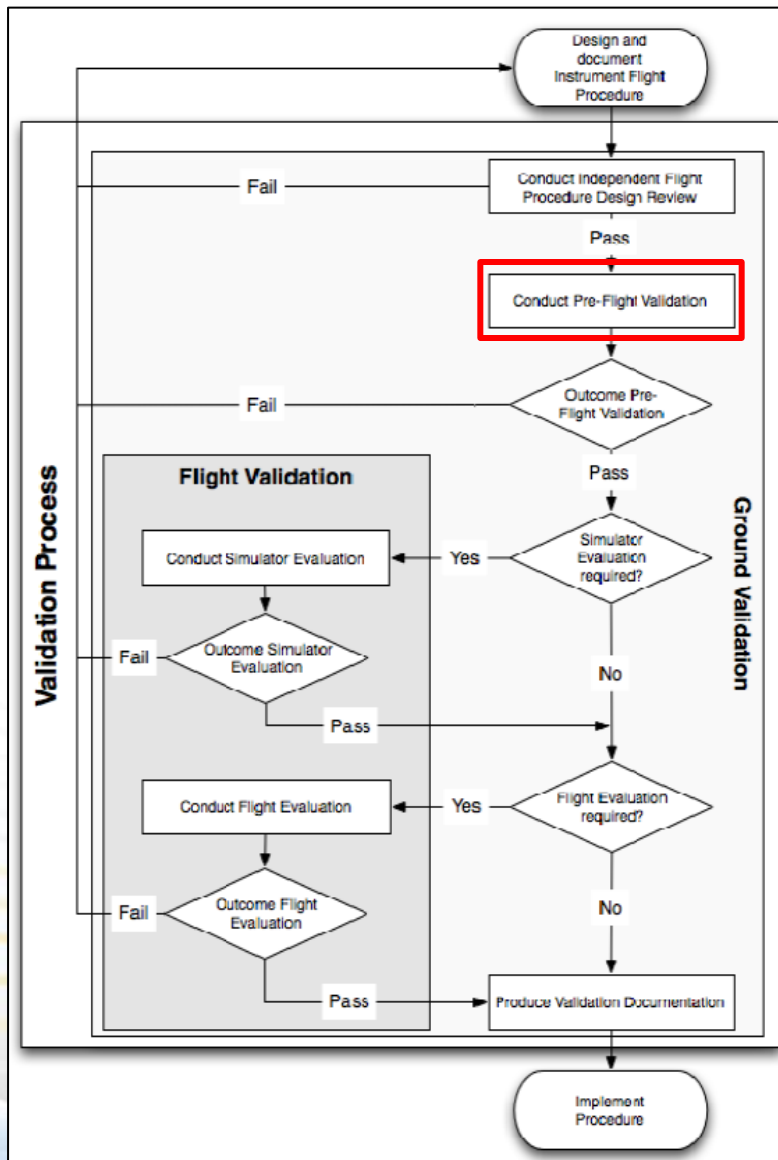 Design and
document
Instrument Flight
Procedure
Fail
Conduct Independent Flight
Procedure Design Review
Pass
Conduct Pre-Flight Validation
Fail
Outcome Pre-
Flight Validation
Pass
Flight Validation
Validation Process
Ground Validation
Conduct Simulator Evaluation
Yes
Simulator
Evaluation
required?
Fail
Outcome Simulator
Evaluation
No
Pass
Conduct Flight Evaluation
Yes
Flight Evaluation
required?
Fail
Outcome Flight
Evaluation
No
Pass
Produce Validation Documentation
Implement
Procedure